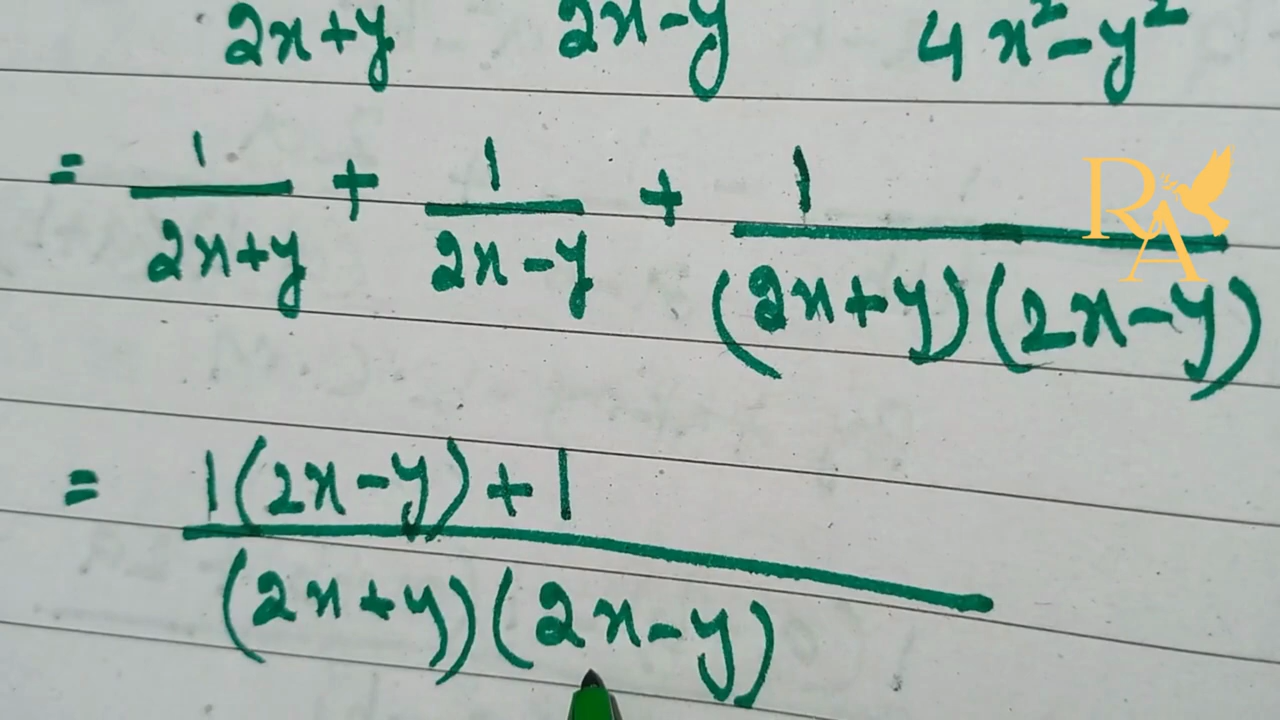 2x+y 2x-y 4x²-y²
= 1/(2x+y) + 1/(2x-y) + 1/((2x+y)(2x-y))
RA
= (1(2x-y)+1)/((2x+y)(2x-y))